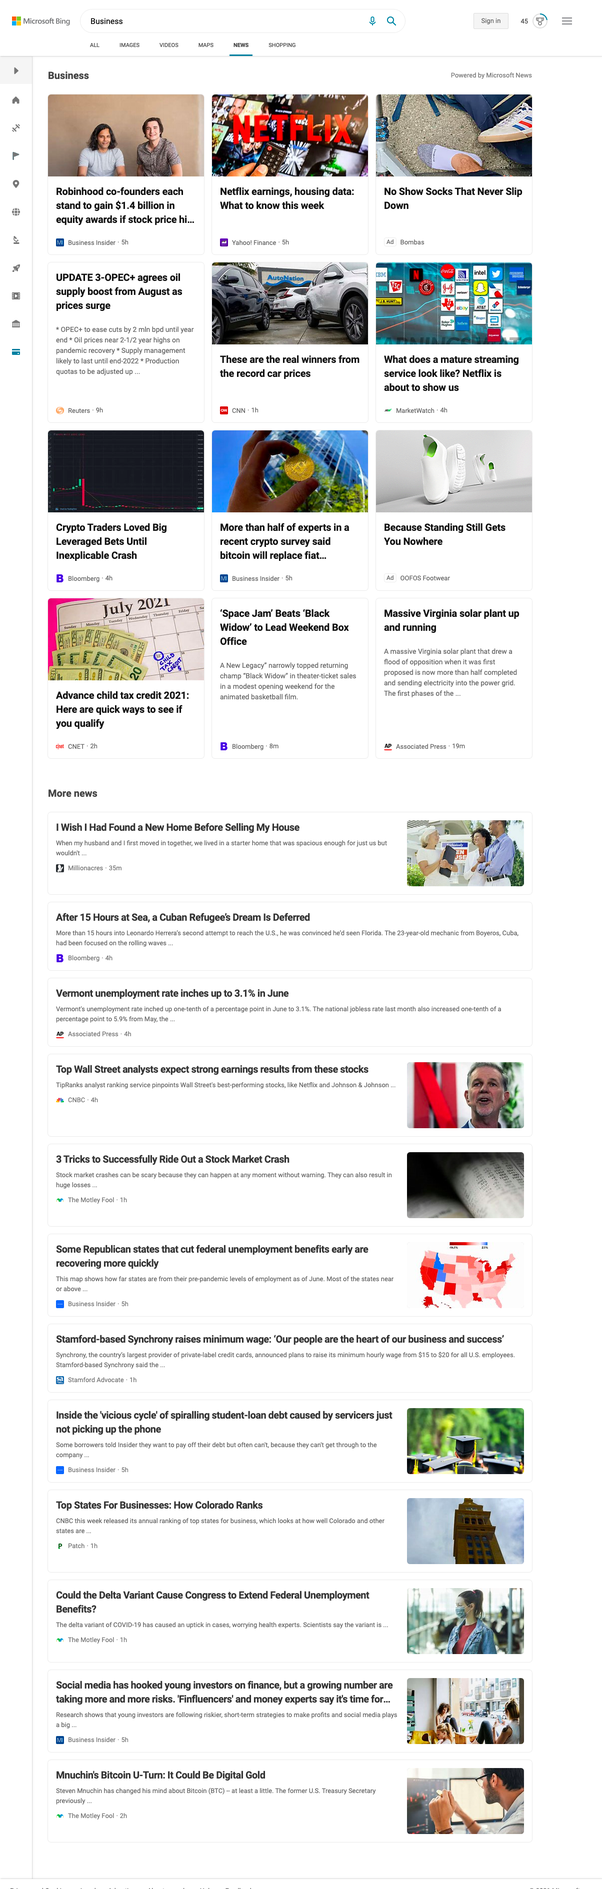 Microsoft Bing
Business
Sign in
45
ALL IMAGES VIDEOS MAPS NEWS SHOPPING
Business
Powered by Microsoft News
Robinhood co-founders each
stand to gain $1.4 billion in
equity awards if stock price hi...
Business Insider · 5h
NETFLIX
Netflix earnings, housing data:
What to know this week
Yahoo! Finance · 5h
No Show Socks That Never Slip
Down
Ad Bombas
UPDATE 3-OPEC+ agrees oil
supply boost from August as
prices surge
* OPEC+ to ease cuts by 2 mln bpd until year
end * Oil prices near 2-1/2 year highs on
pandemic recovery * Supply management
likely to last until end-2022 * Production
quotas to be adjusted up ...
Reuters · 9h
AutoNation
These are the real winners from
the record car prices
CNN · 1h
intel
What does a mature streaming
service look like? Netflix is
about to show us
MarketWatch · 4h
Crypto Traders Loved Big
Leveraged Bets Until
Inexplicable Crash
Bloomberg · 4h
More than half of experts in a
recent crypto survey said
bitcoin will replace fiat...
Business Insider · 5h
Because Standing Still Gets
You Nowhere
Ad OOFOS Footwear
July 2021
CHILD
TAX
CREDIT
Advance child tax credit 2021:
Here are quick ways to see if
you qualify
CNET · 2h
‘Space Jam’ Beats ‘Black
Widow’ to Lead Weekend Box
Office
A New Legacy” narrowly topped returning
champ “Black Widow” in theater-ticket sales
in a modest opening weekend for the
animated basketball film.
Bloomberg · 8m
Massive Virginia solar plant up
and running
A massive Virginia solar plant that drew a
flood of opposition when it was first
proposed is now more than half completed
and sending electricity into the power grid.
The first phases of the ...
AP Associated Press · 19m
More news
I Wish I Had Found a New Home Before Selling My House
When my husband and I first moved in together, we lived in a starter home that was spacious enough for just us but
wouldn't ...
Millionacres · 35m
After 15 Hours at Sea, a Cuban Refugee’s Dream Is Deferred
More than 15 hours into Leonardo Herrera’s second attempt to reach the U.S., he was convinced he’d seen Florida. The 23-year-old mechanic from Boyeros, Cuba,
had been focused on the rolling waves ...
Bloomberg · 4h
Vermont unemployment rate inches up to 3.1% in June
Vermont's unemployment rate inched up one-tenth of a percentage point in June to 3.1%. The national jobless rate last month also increased one-tenth of a
percentage point to 5.9% from May, the ...
AP Associated Press · 4h
Top Wall Street analysts expect strong earnings results from these stocks
TipRanks analyst ranking service pinpoints Wall Street's best-performing stocks, like Netflix and Johnson & Johnson ...
CNBC · 4h
3 Tricks to Successfully Ride Out a Stock Market Crash
Stock market crashes can be scary because they can happen at any moment without warning. They can also result in
huge losses ...
The Motley Fool · 1h
Some Republican states that cut federal unemployment benefits early are
recovering more quickly
This map shows how far states are from their pre-pandemic levels of employment as of June. Most of the states near
or above ...
Business Insider · 5h
Stamford-based Synchrony raises minimum wage: ‘Our people are the heart of our business and success’
Synchrony, the country’s largest provider of private-label credit cards, announced plans to raise its minimum hourly wage from $15 to $20 for all U.S. employees.
Stamford-based Synchrony said the ...
Stamford Advocate · 1h
Inside the 'vicious cycle' of spiralling student-loan debt caused by servicers just
not picking up the phone
Some borrowers told Insider they want to pay off their debt but often can't, because they can't get through to the
company ...
Business Insider · 5h
Top States For Businesses: How Colorado Ranks
CNBC this week released its annual ranking of top states for business, which looks at how well Colorado and other
states are ...
Patch · 1h
Could the Delta Variant Cause Congress to Extend Federal Unemployment
Benefits?
The delta variant of COVID-19 has caused an uptick in cases, worrying health experts. Scientists say the variant is ...
The Motley Fool · 1h
Social media has hooked young investors on finance, but a growing number are
taking more and more risks. 'Finfluencers' and money experts say it's time for...
Research shows that young investors are following riskier, short-term strategies to make profits and social media plays
a big ...
Business Insider · 5h
Mnuchin's Bitcoin U-Turn: It Could Be Digital Gold
Steven Mnuchin has changed his mind about Bitcoin (BTC) -- at least a little. The former U.S. Treasury Secretary
previously ...
The Motley Fool · 2h